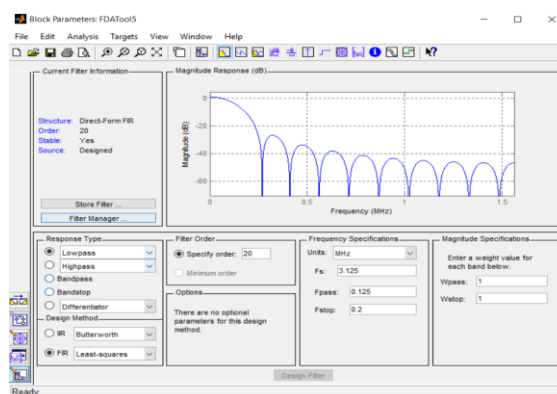 Block Parameters: FDATool5
File Edit Analysis Targets View Window Help
Current Filter Information
Structure: Direct-Form FIR
Order: 20
Stable: Yes
Source: Designed
Store Filter ...
Filter Manager ...
Magnitude Response (dB)
Magnitude (dB)
0
-20
-40
-60
0 0.5 1 1.5
Frequency (MHz)
Response Type
Lowpass
Highpass
Bandpass
Bandstop
Differentiator
Design Method
IIR Butterworth
FIR Least-squares
Filter Order
Specify order: 20
Minimum order
Options
There are no optional
parameters for this design
method.
Frequency Specifications
Units: MHz
Fs: 3.125
Fpass: 0.125
Fstop: 0.2
Magnitude Specifications
Enter a weight value for
each band below.
Wpass: 1
Wstop: 1
Design Filter
Ready